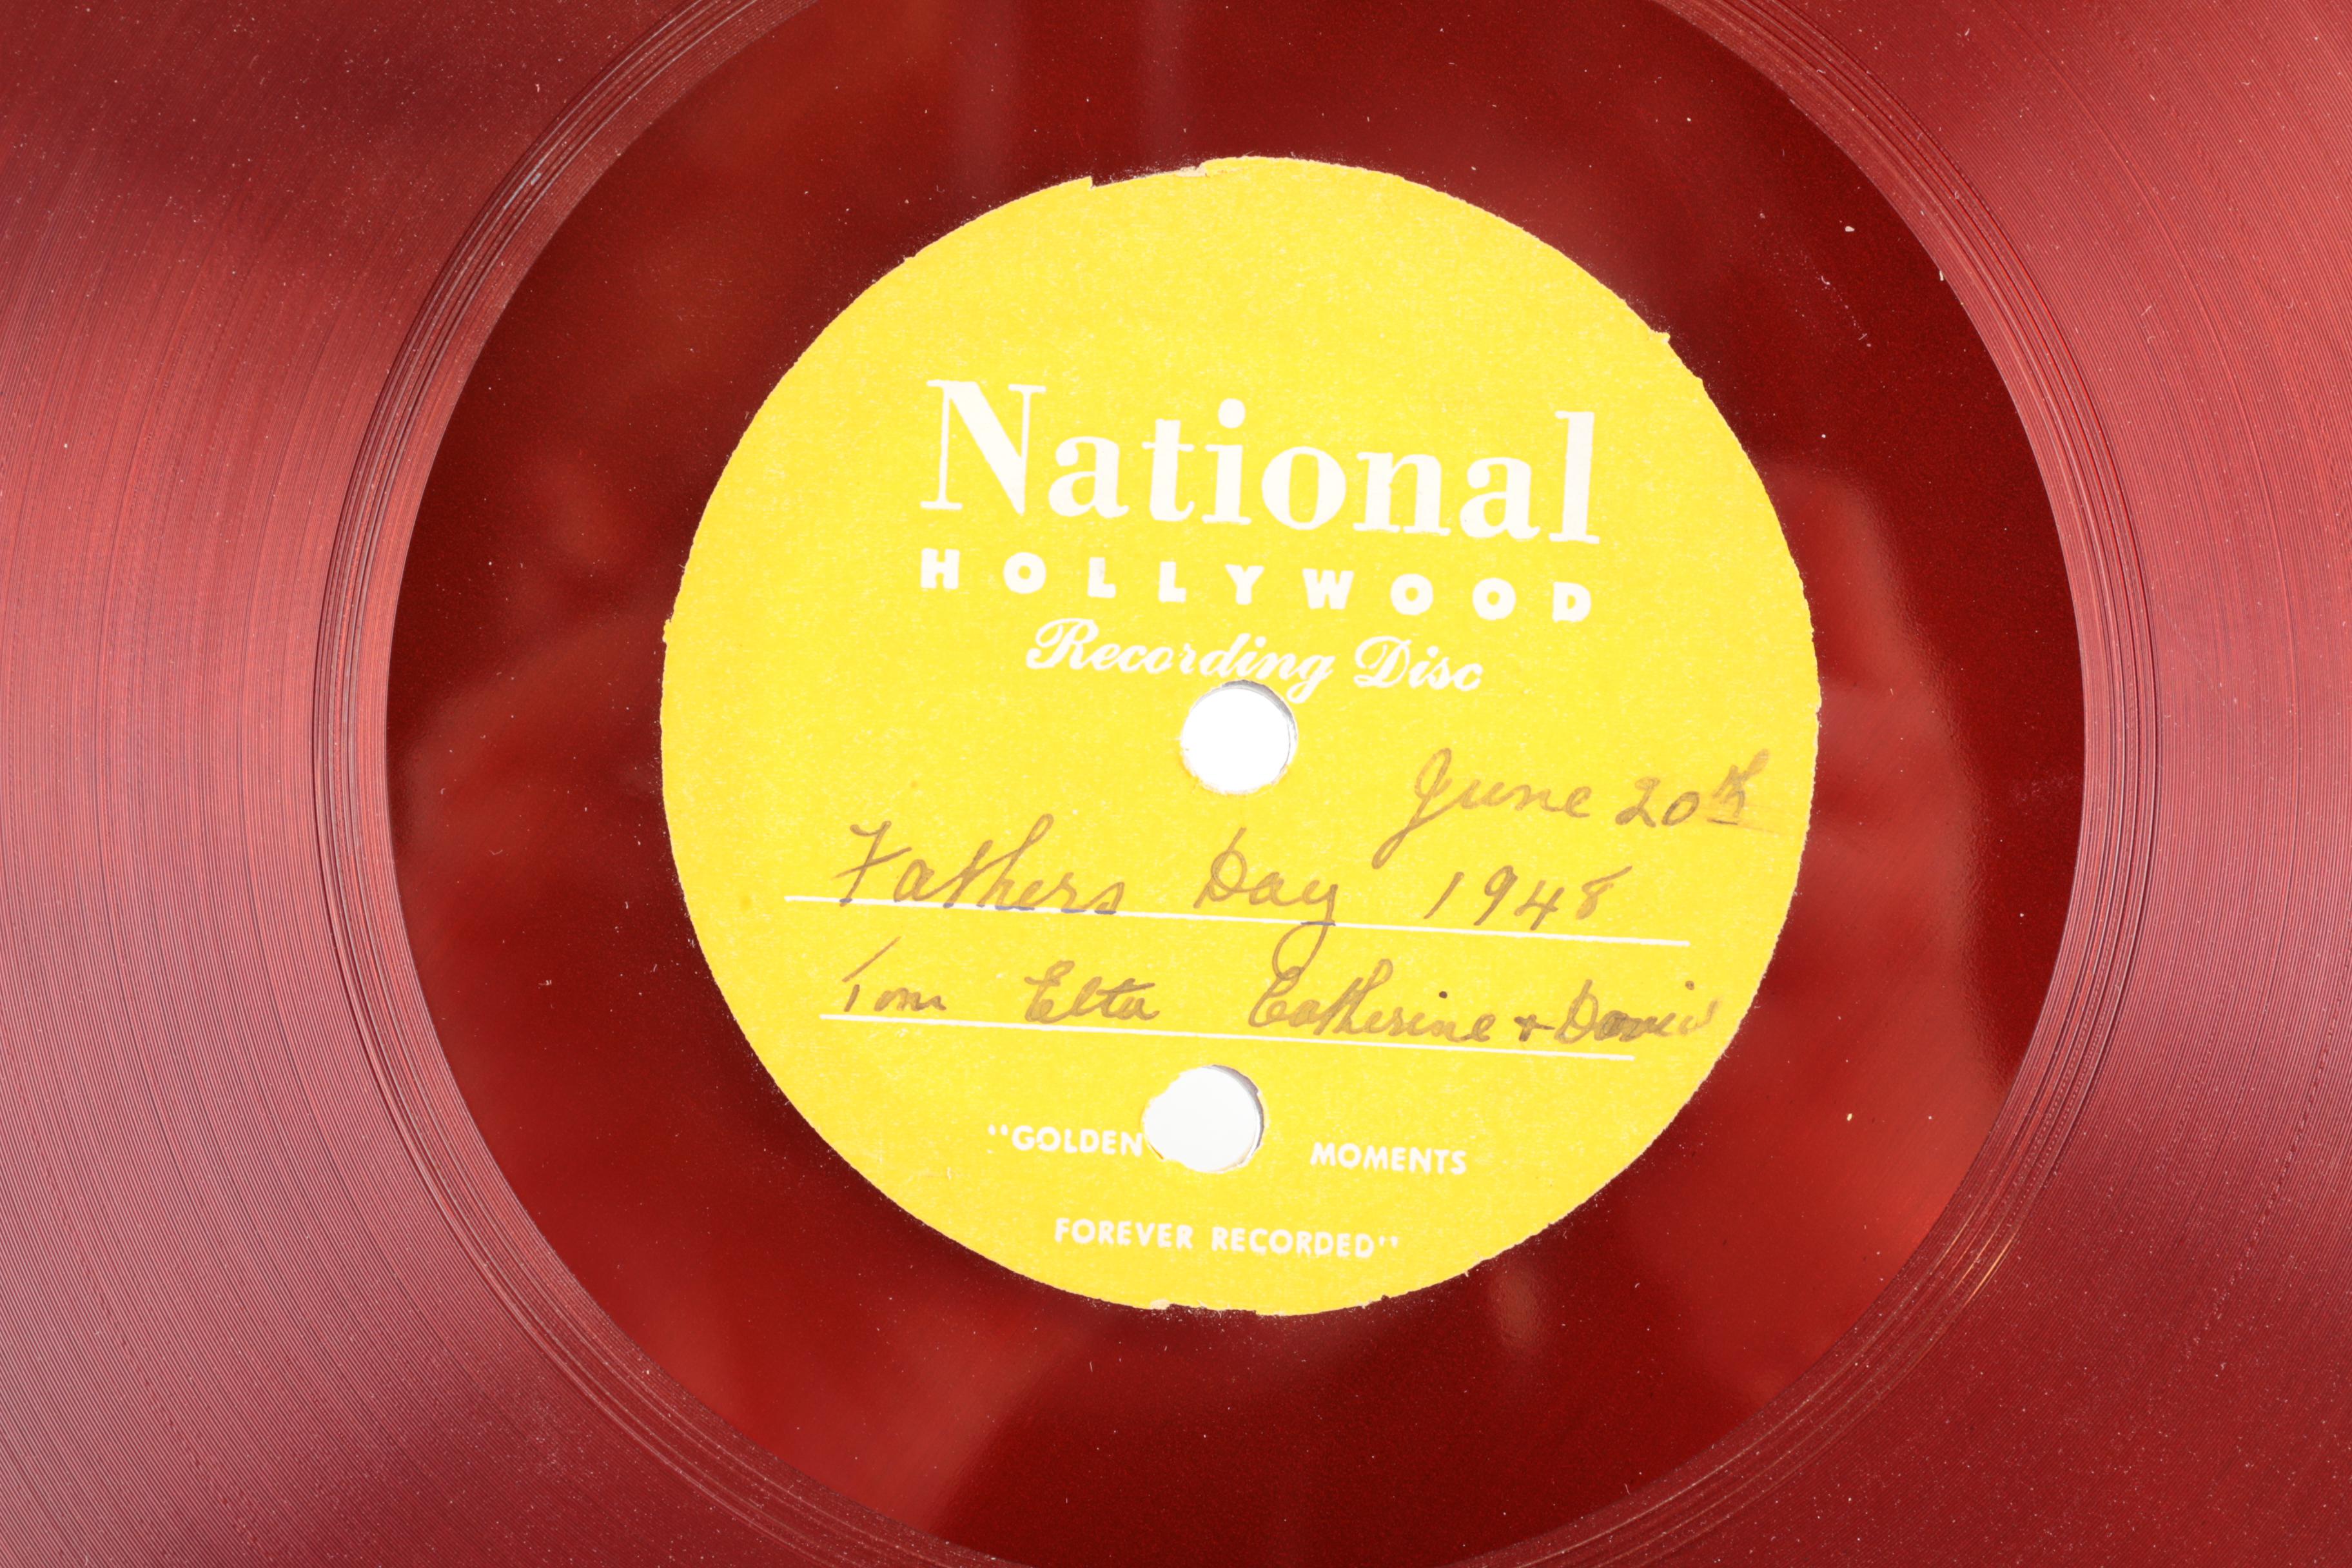 National
HOLLYWOOD
Recording Disc
June 20th
Fathers Day 1948
Tom Elta Catherine + David
"GOLDEN MOMENTS
FOREVER RECORDED"